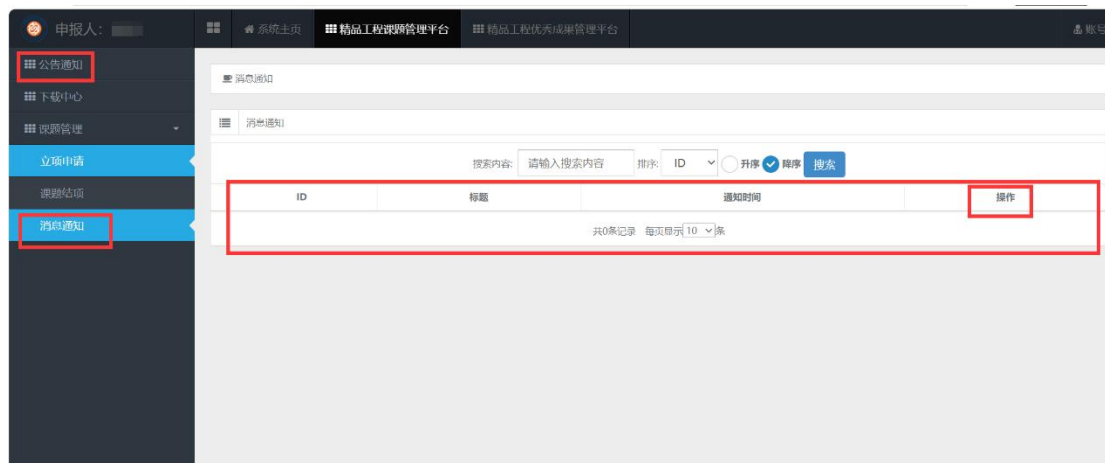 申报人：
系统主页 精品工程课题管理平台 精品工程优秀成果管理平台 账号
公告通知
下载中心
课题管理
立项申请
课题结项
消息通知
消息通知
消息通知
搜索内容: 请输入搜索内容 排序: ID 升序 降序 搜索
ID 标题 通知时间 操作
共0条记录 每页显示 10 条